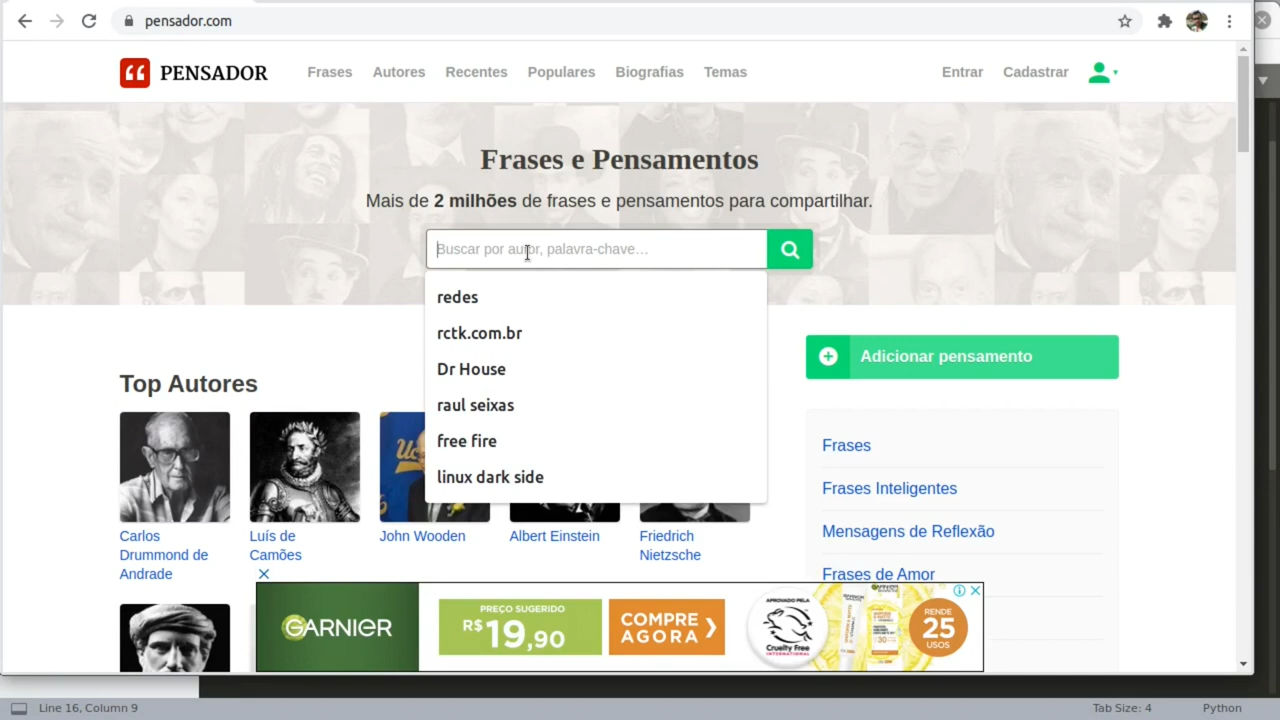 pensador.com
PENSADOR
Frases Autores Recentes Populares Biografias Temas
Entrar Cadastrar
Frases e Pensamentos
Mais de 2 milhões de frases e pensamentos para compartilhar.
Buscar por autor, palavra-chave...
redes
rctk.com.br
Dr House
raul seixas
free fire
linux dark side
Adicionar pensamento
Top Autores
Carlos
Drummond de
Andrade
Luís de
Camões
John Wooden
Albert Einstein
Friedrich
Nietzsche
Frases
Frases Inteligentes
Mensagens de Reflexão
Frases de Amor
GARNIER
PREÇO SUGERIDO
R$ 19,90
COMPRE
AGORA
APROVADO PELA
Cruelty Free
INTERNATIONAL
RENDE
25
USOS
Line 16, Column 9
Tab Size: 4
Python